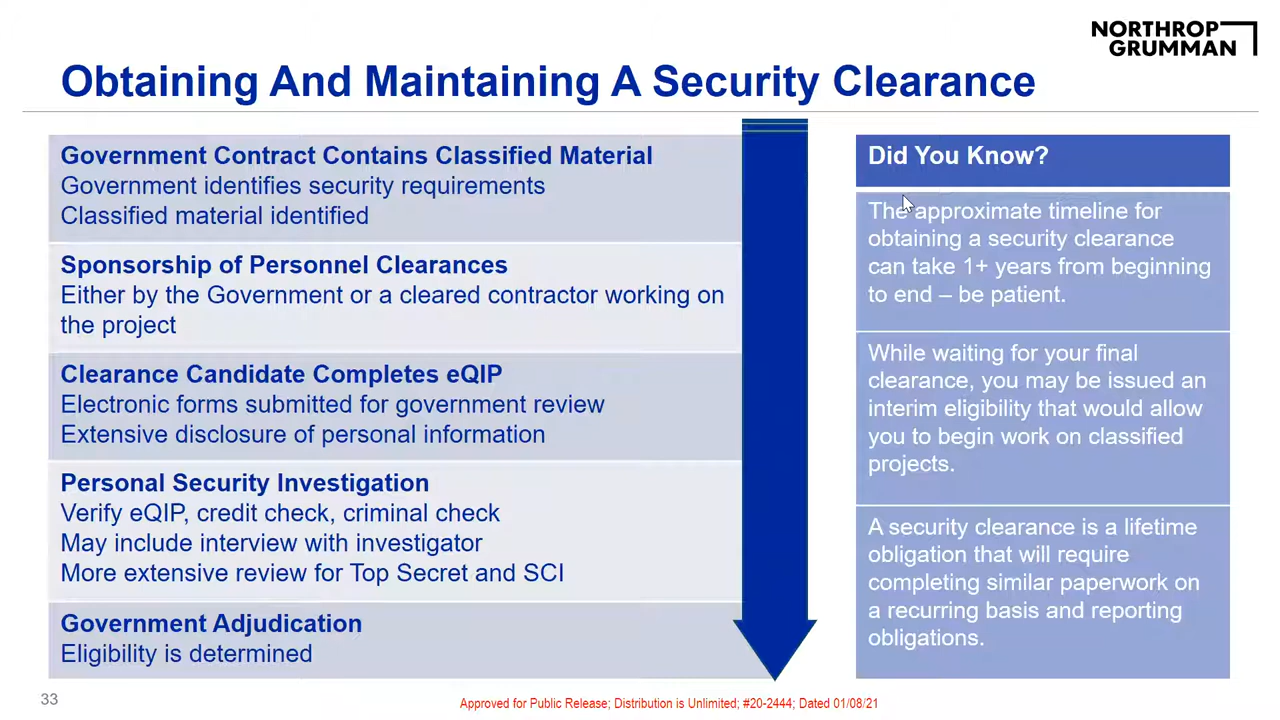 NORTHROP
GRUMMAN
Obtaining And Maintaining A Security Clearance
Government Contract Contains Classified Material
Government identifies security requirements
Classified material identified
Sponsorship of Personnel Clearances
Either by the Government or a cleared contractor working on
the project
Clearance Candidate Completes eQIP
Electronic forms submitted for government review
Extensive disclosure of personal information
Personal Security Investigation
Verify eQIP, credit check, criminal check
May include interview with investigator
More extensive review for Top Secret and SCI
Government Adjudication
Eligibility is determined
Did You Know?
The approximate timeline for
obtaining a security clearance
can take 1+ years from beginning
to end – be patient.
While waiting for your final
clearance, you may be issued an
interim eligibility that would allow
you to begin work on classified
projects.
A security clearance is a lifetime
obligation that will require
completing similar paperwork on
a recurring basis and reporting
obligations.
33
Approved for Public Release; Distribution is Unlimited; #20-2444; Dated 01/08/21